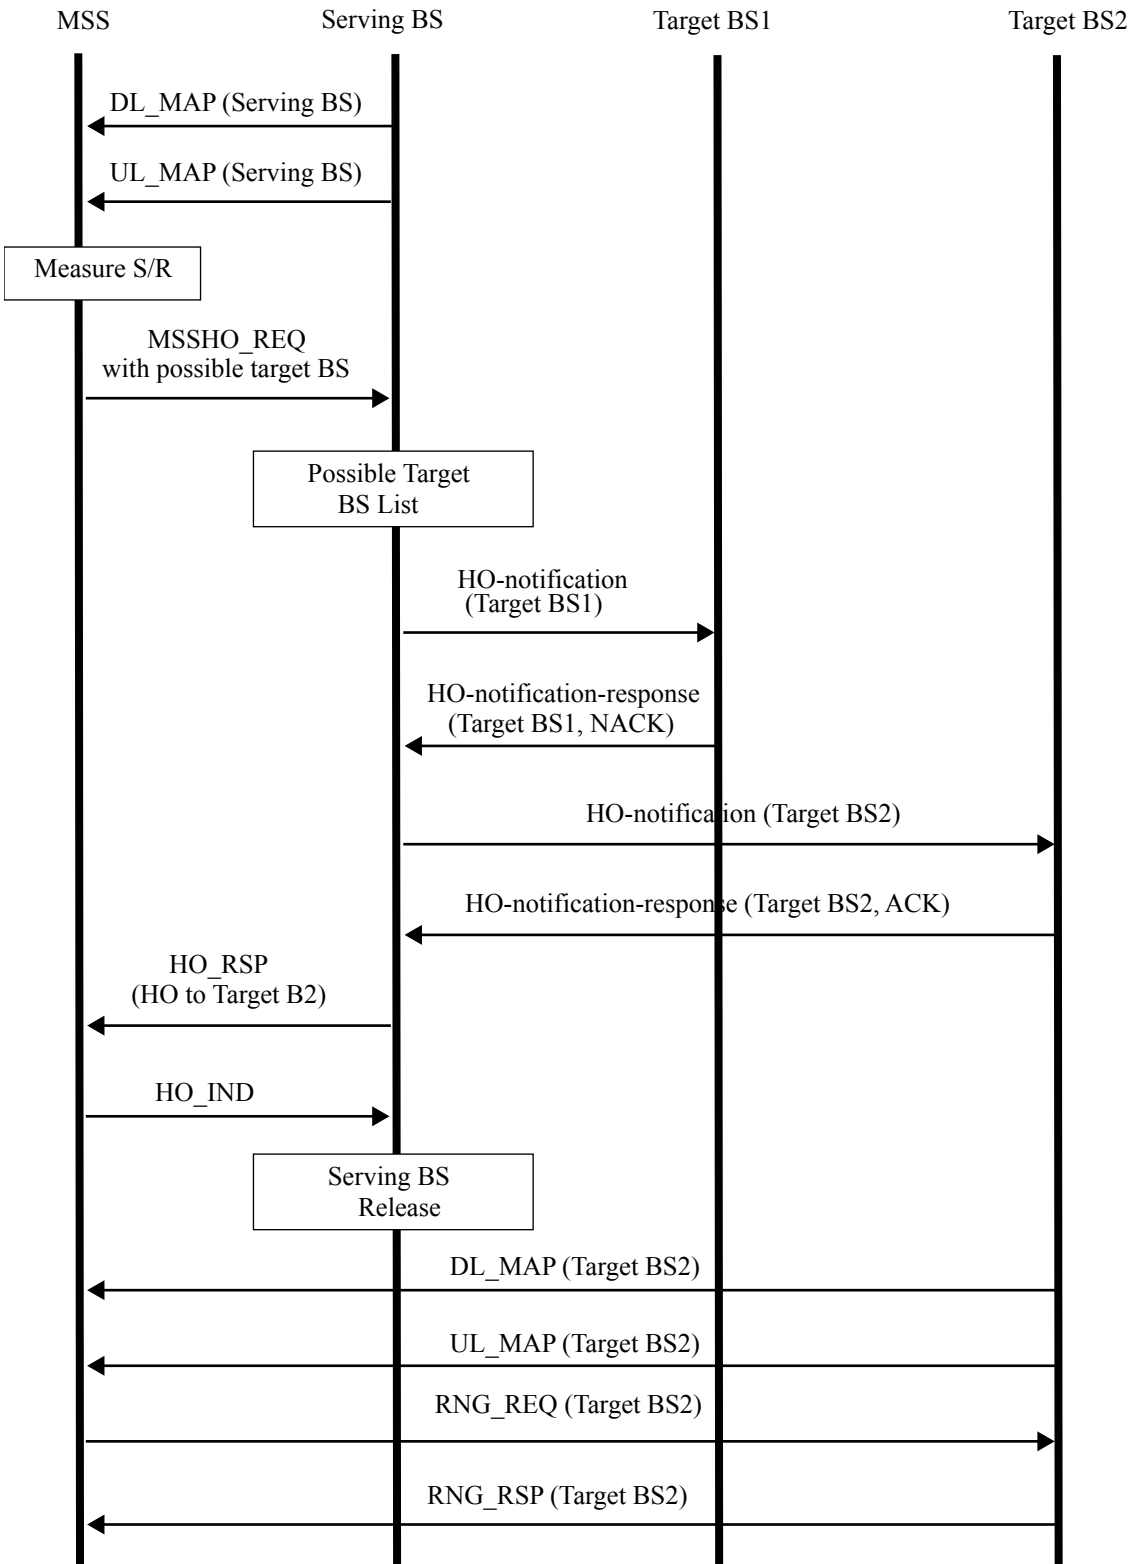 MSS
Serving BS
Target BS1
Target BS2
DL_MAP (Serving BS)
UL_MAP (Serving BS)
Measure S/R
MSSHO_REQ
with possible target BS
Possible Target
BS List
HO-notification
(Target BS1)
HO-notification-response
(Target BS1, NACK)
HO-notification (Target BS2)
HO-notification-response (Target BS2, ACK)
HO_RSP
(HO to Target B2)
HO_IND
Serving BS
Release
DL_MAP (Target BS2)
UL_MAP (Target BS2)
RNG_REQ (Target BS2)
RNG_RSP (Target BS2)